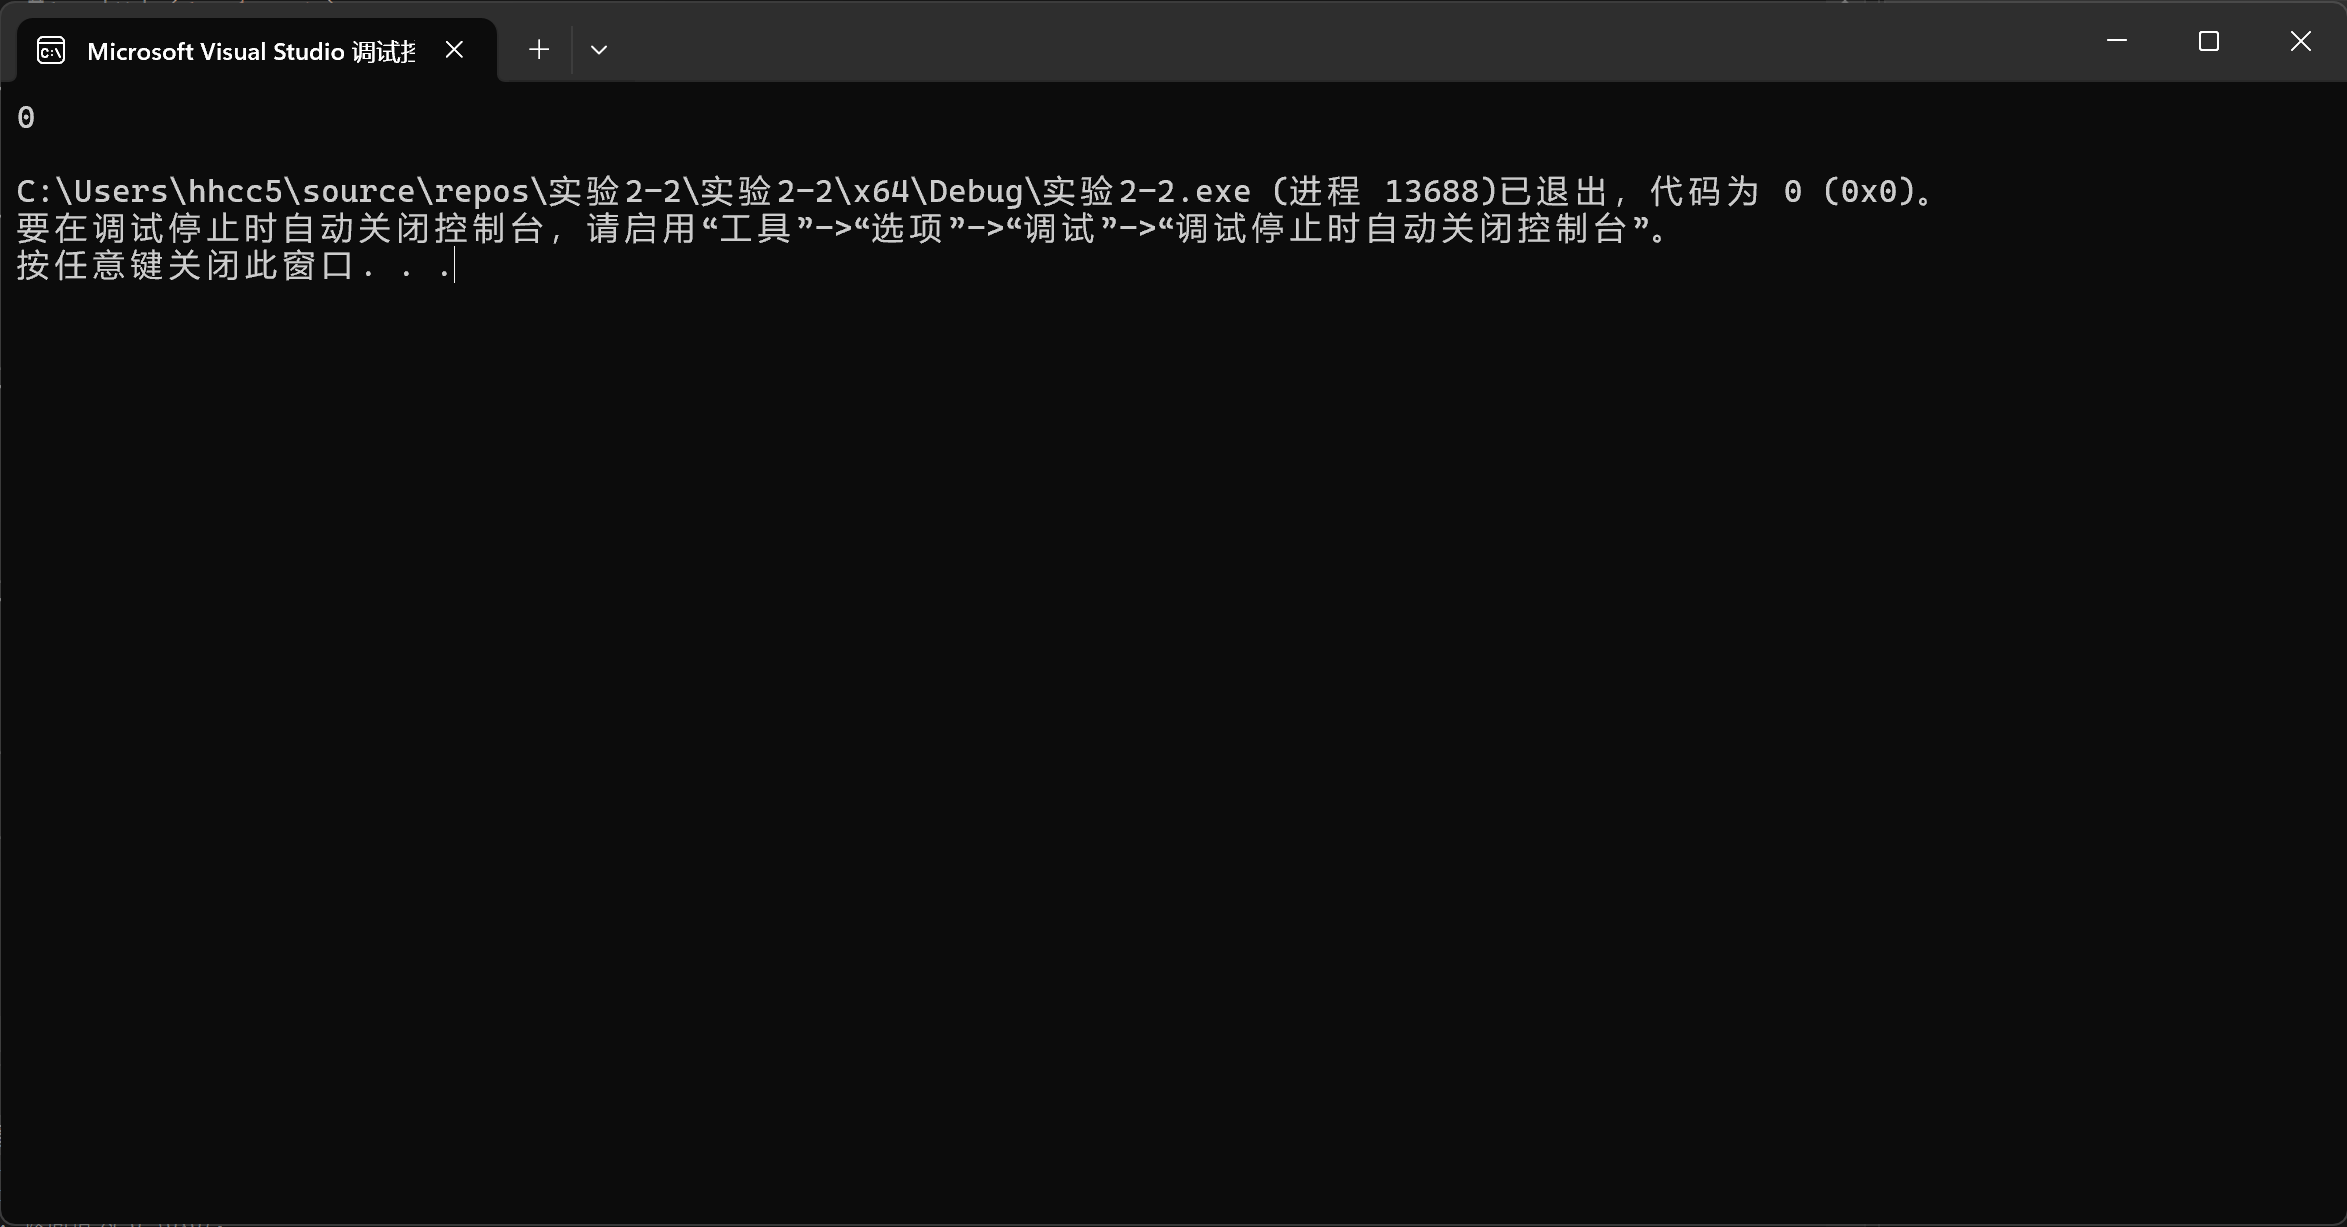 Microsoft Visual Studio 调试
0
C:\Users\hhcc5\source\repos\实验2-2\实验2-2\x64\Debug\实验2-2.exe (进程 13688)已退出，代码为 0 (0x0)。
要在调试停止时自动关闭控制台，请启用“工具”->“选项”->“调试”->“调试停止时自动关闭控制台”。
按任意键关闭此窗口. . .